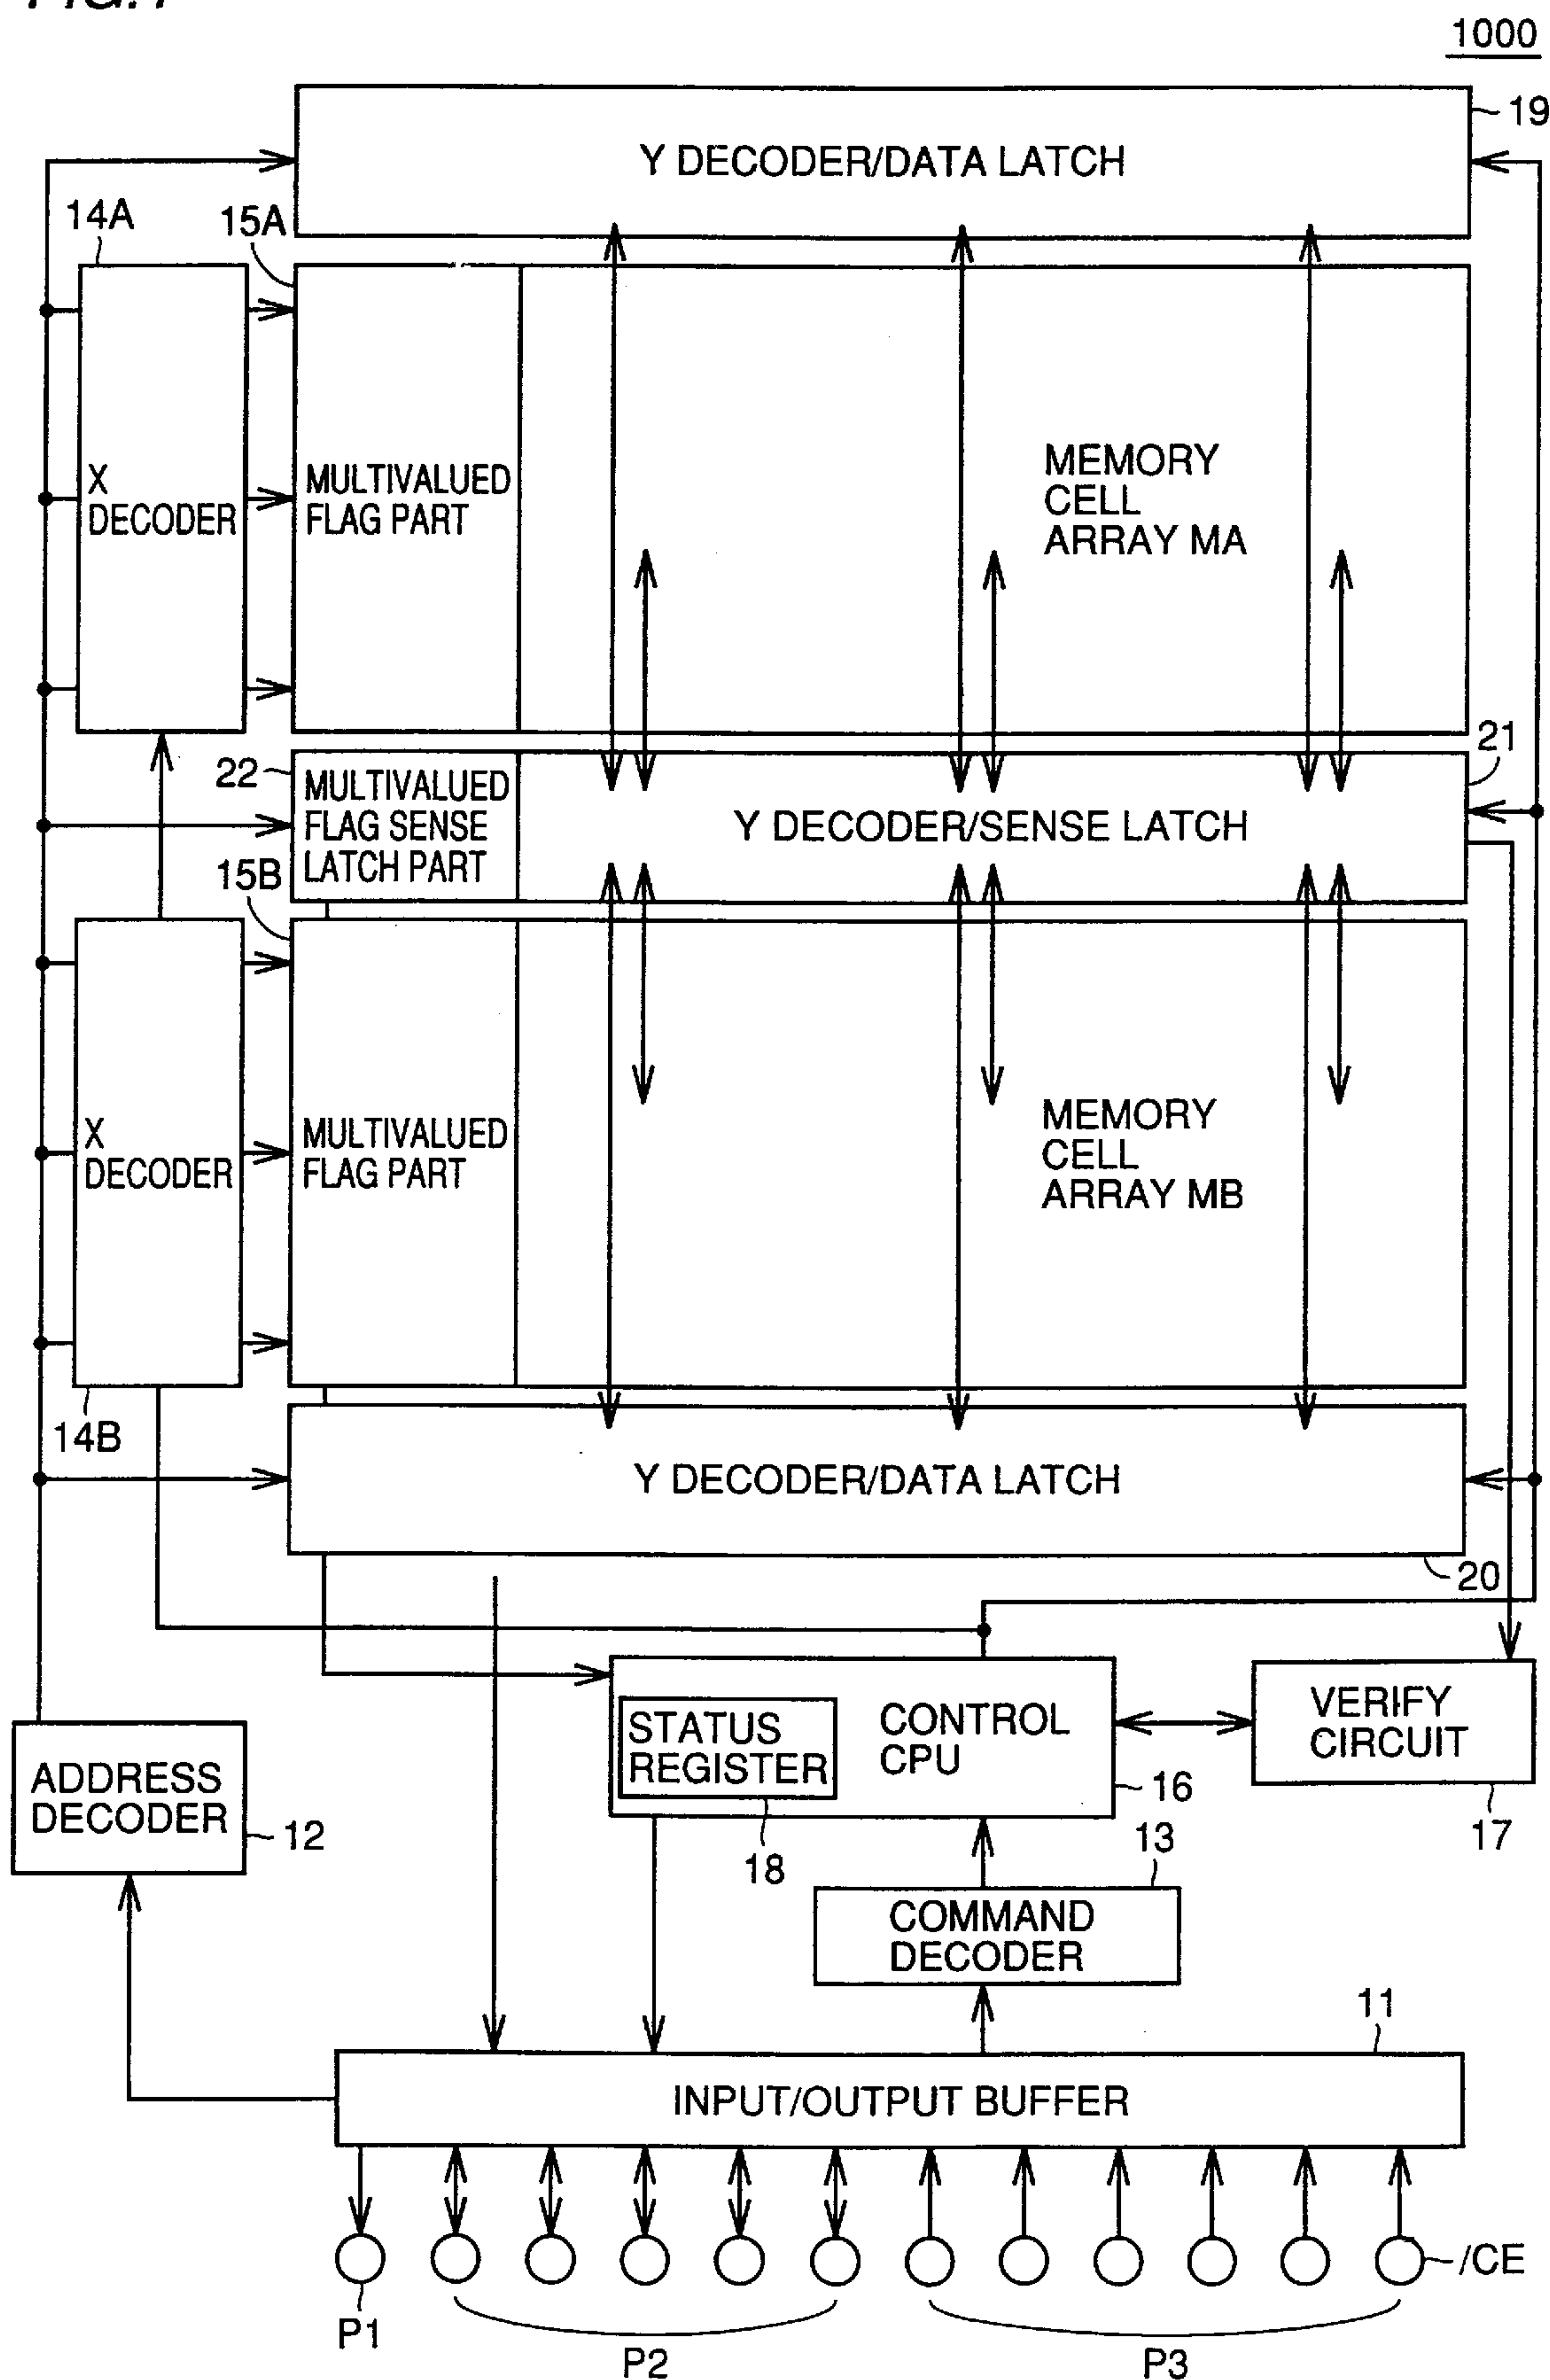 1000
Y DECODER/DATA LATCH
19
14A
15A
X
DECODER
MULTIVALUED
FLAG PART
MEMORY
CELL
ARRAY MA
22
MULTIVALUED
FLAG SENSE
LATCH PART
Y DECODER/SENSE LATCH
21
15B
X
DECODER
MULTIVALUED
FLAG PART
MEMORY
CELL
ARRAY MB
14B
Y DECODER/DATA LATCH
20
STATUS
REGISTER
CONTROL
CPU
VERIFY
CIRCUIT
ADDRESS
DECODER
12
16
17
18
13
COMMAND
DECODER
11
INPUT/OUTPUT BUFFER
/CE
P1
P2
P3